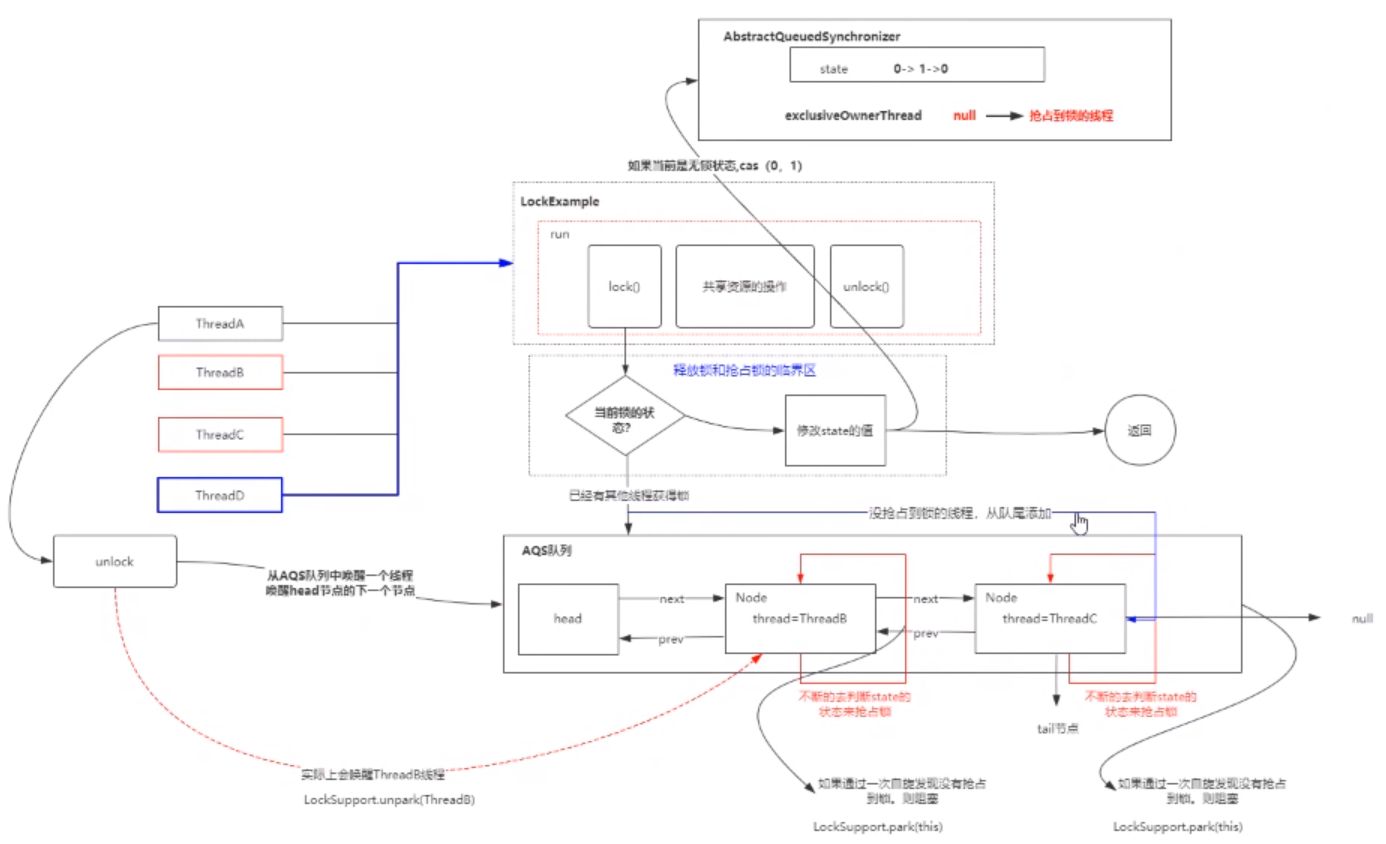 AbstractQueuedSynchronizer
state 0-> 1->0
exclusiveOwnerThread null 抢占到锁的线程
如果当前是无锁状态,cas（0，1）
LockExample
run
lock()
共享资源的操作
unlock()
ThreadA
ThreadB
ThreadC
ThreadD
释放锁和抢占锁的临界区
当前锁的状
态?
修改state的值
返回
已经有其他线程获得锁
没抢占到锁的线程，从队尾添加
unlock
从AQS队列中唤醒一个线程
唤醒head节点的下一个节点
AQS队列
head
next
prev
Node
thread=ThreadB
next
prev
Node
thread=ThreadC
null
不断的去判断state的
状态来抢占锁
不断的去判断state的
状态来抢占锁
tail节点
实际上会唤醒ThreadB线程
LockSupport.unpark(ThreadB)
如果通过一次自旋发现没有抢占
到锁。则阻塞
LockSupport.park(this)
如果通过一次自旋发现没有抢占
到锁。则阻塞
LockSupport.park(this)